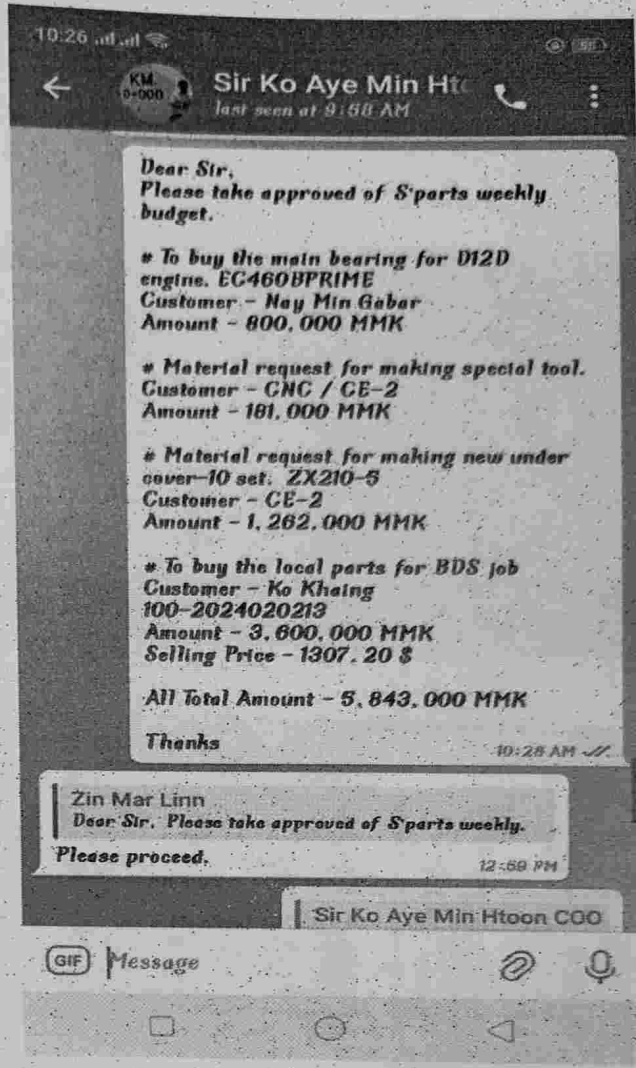 10:26
KM.
0+000
Sir Ko Aye Min Hto
last seen at 9:58 AM
Dear Sir,
Please take approved of S'parts weekly
budget.
# To buy the main bearing for D12D
engine. EC460BPRIME
Customer - Nay Min Gabar
Amount - 800,000 MMK
# Material request for making special tool.
Customer - CNC / CE-2
Amount - 181,000 MMK
# Material request for making new under
cover-10 set. ZX210-5
Customer - CE-2
Amount - 1,262,000 MMK
# To buy the local parts for BDS job
Customer - Ko Khaing
100-2024020213
Amount - 3,600,000 MMK
Selling Price - 1307.20 $
All Total Amount - 5,843,000 MMK
Thanks
10:26 AM
Zin Mar Linn
Dear Sir, Please take approved of S'parts weekly.
Please proceed.
12:59 PM
Sir Ko Aye Min Htoon COO
GIF Message